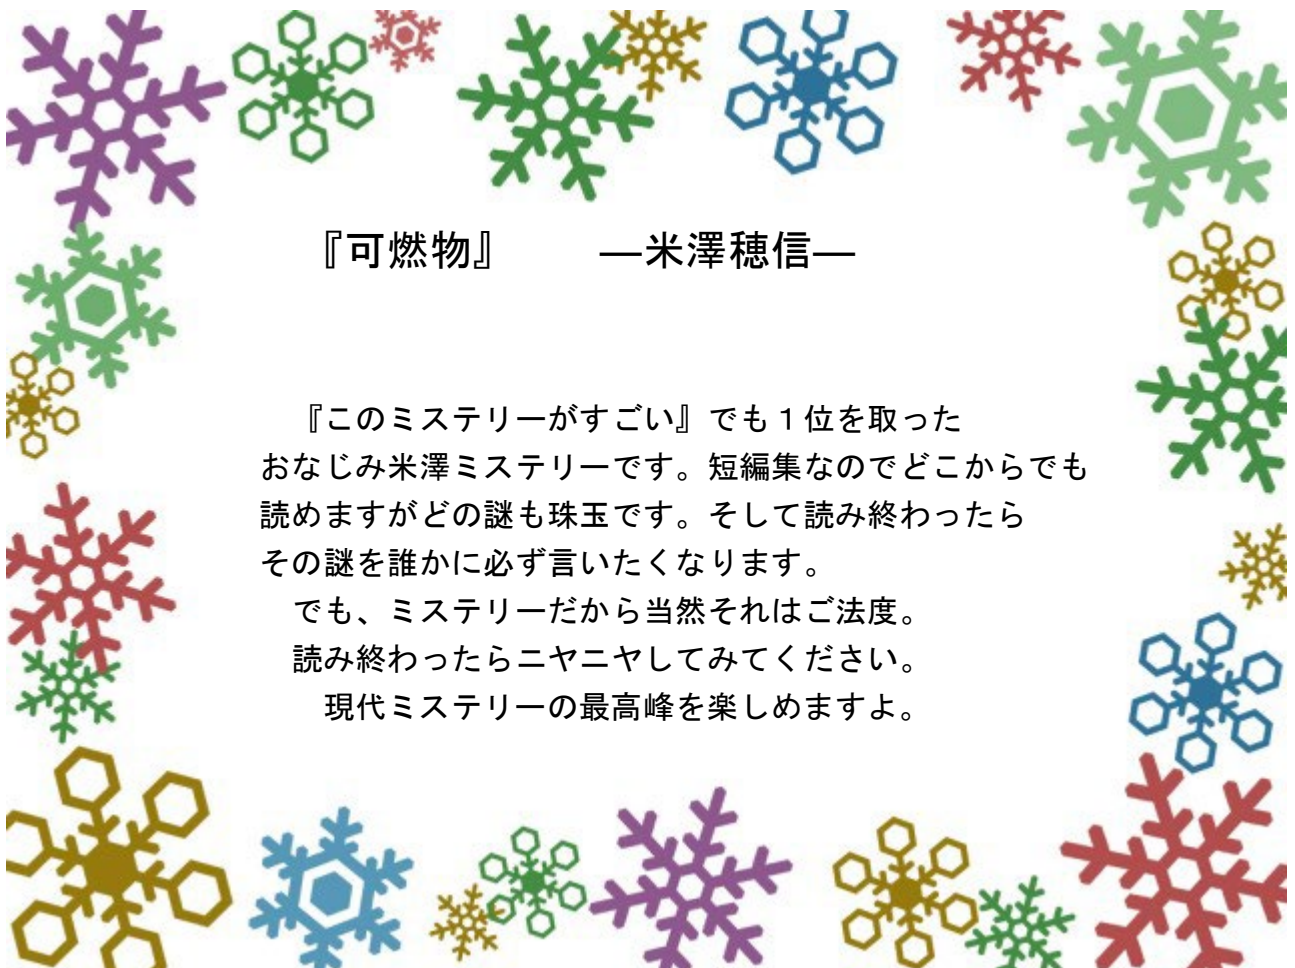 『可燃物』　　―米澤穂信―
『このミステリーがすごい』でも１位を取った
おなじみ米澤ミステリーです。短編集なのでどこからでも
読めますがどの謎も珠玉です。そして読み終わったら
その謎を誰かに必ず言いたくなります。
でも、ミステリーだから当然それはご法度。
読み終わったらニヤニヤしてみてください。
現代ミステリーの最高峰を楽しめますよ。